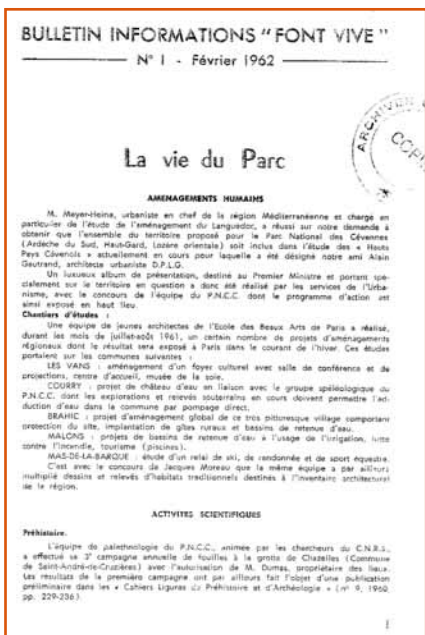 BULLETIN INFORMATIONS "FONT VIVE"
N° 1 - Février 1962
ARCHIVES
COPIE
La vie du Parc
AMENAGEMENTS HUMAINS
M. Meyer-Heine, urbaniste en chef de la région Méditerranéenne et chargé en
particulier de l'étude de l'aménagement du Languedoc, a réussi sur notre demande à
obtenir que l'ensemble du territoire proposé pour le Parc National des Cévennes
(Ardèche du Sud, Haut-Gard, Lozère orientale) soit inclus dans l'étude des « Hauts
Pays Cévenols » actuellement en cours pour laquelle a été désigné notre ami Alain
Gautrand, architecte urbaniste D.P.L.G.
Un luxueux album de présentation, destiné au Premier Ministre et portant spé-
cialement sur le territoire en question a donc été réalisé par les services de l'Urba-
nisme, avec le concours de l'équipe du P.N.C.C. dont le programme d'action est
ainsi exposé en haut lieu.
Chantiers d'études :
Une équipe de jeunes architectes de l'Ecole des Beaux Arts de Paris a réalisé,
durant les mois de juillet-août 1961, un certain nombre de projets d'aménagements
régionaux dont le résultat sera exposé à Paris dans le courant de l'hiver. Ces études
portaient sur les communes suivantes :
LES VANS : aménagement d'un foyer culturel avec salle de conférence et de
projections, centre d'accueil, musée de la soie.
COURRY : projet de château d'eau en liaison avec le groupe spéléologique du
P.N.C.C. dont les explorations et relevés souterrains en cours doivent permettre l'ad-
duction d'eau dans la commune par pompage direct.
BRAHIC : projet d'aménagement global de ce très pittoresque village comportant
protection du site, implantation de gîtes ruraux et bassins de retenue d'eau.
MALONS : projets de bassins de retenue d'eau à l'usage de l'irrigation, lutte
contre l'incendie, tourisme (piscines).
MAS-DE-LA-BARQUE : étude d'un relai de ski, de randonnée et de sport équestre.
C'est avec le concours de Jacques Moreau que la même équipe a par ailleurs
multiplié dessins et relevés d'habitats traditionnels destinés à l'inventaire architectural
de la région.
ACTIVITES SCIENTIFIQUES
Préhistoire.
L'équipe de paléthnologie du P.N.C.C., animée par les chercheurs du C.N.R.S.,
a effectué sa 3° campagne annuelle de fouilles à la grotte de Chazelles (Commune
de Saint-André-de-Cruzières) avec l'autorisation de M. Dumas, propriétaire des lieux.
Les résultats de la première campagne ont par ailleurs fait l'objet d'une publication
préliminaire dans les « Cahiers Ligures de Préhistoire et d'Archéologie » (n° 9, 1960,
pp. 229-236).
1